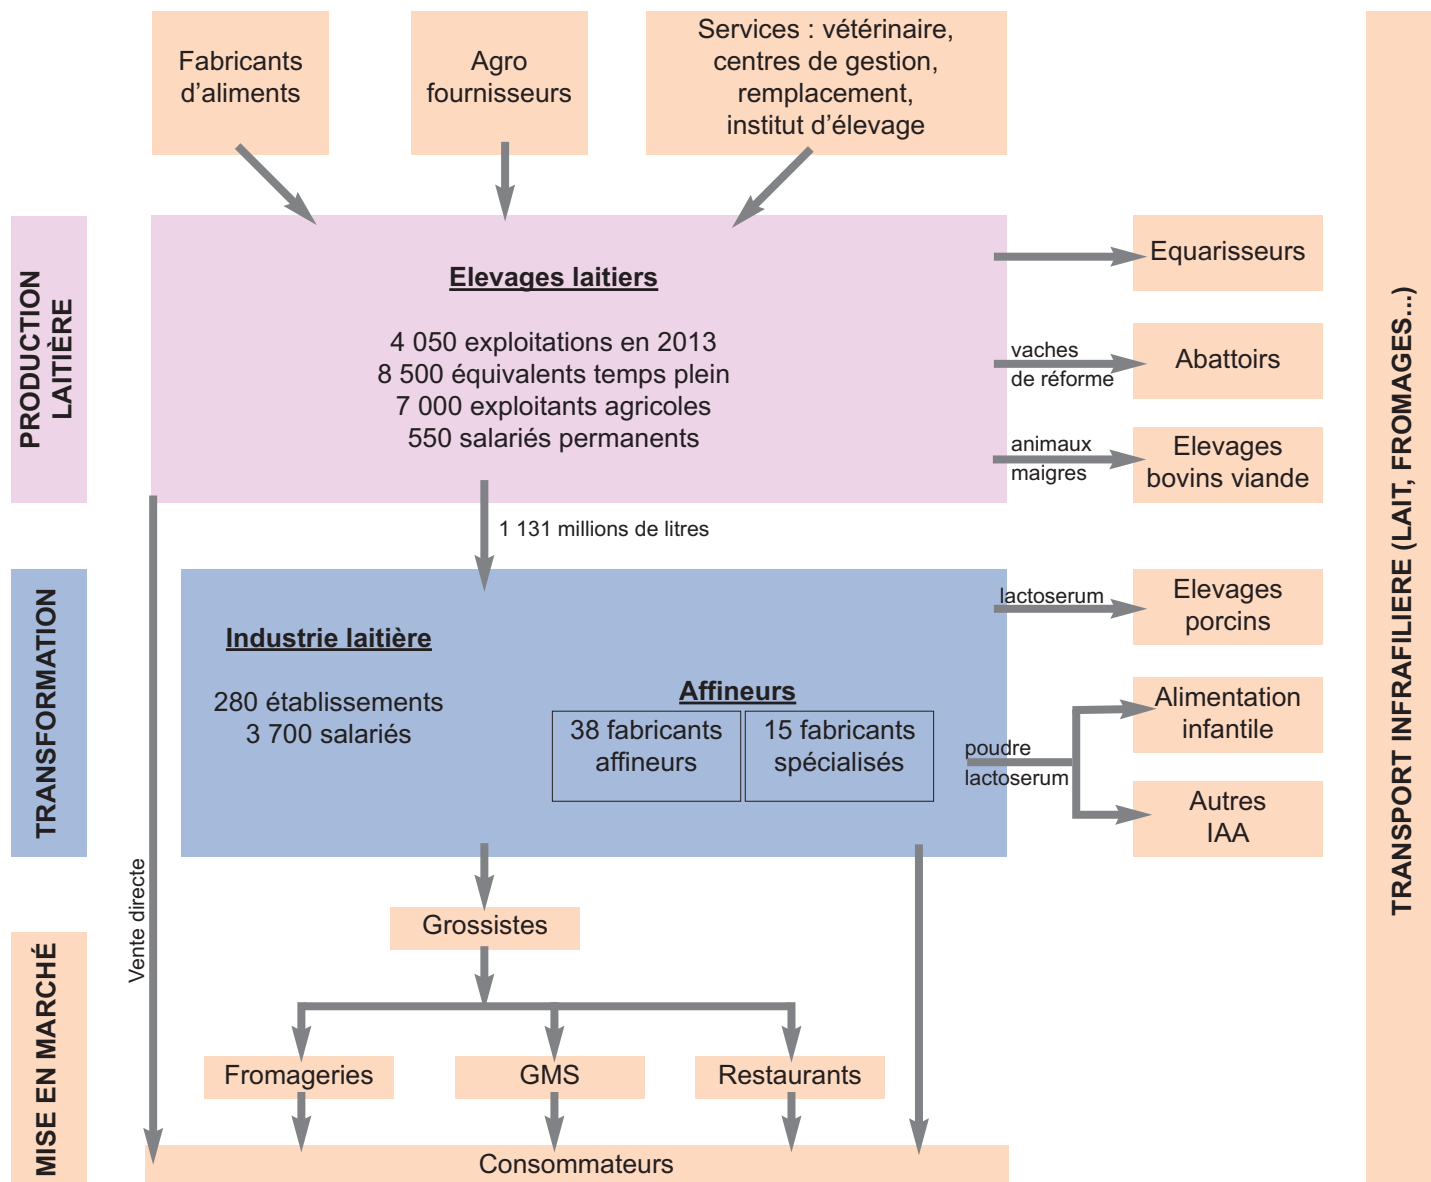 Fabricants
d’aliments
Agro
fournisseurs
Services : vétérinaire,
centres de gestion,
remplacement,
institut d’élevage
PRODUCTION
LAITIÈRE
Elevages laitiers
4 050 exploitations en 2013
8 500 équivalents temps plein
7 000 exploitants agricoles
550 salariés permanents
Equarisseurs
vaches
de réforme
Abattoirs
animaux
maigres
Elevages
bovins viande
1 131 millions de litres
TRANSFORMATION
Industrie laitière
280 établissements
3 700 salariés
Affineurs
38 fabricants
affineurs
15 fabricants
spécialisés
lactoserum
Elevages
porcins
poudre
lactoserum
Alimentation
infantile
Autres
IAA
Vente directe
MISE EN MARCHÉ
Grossistes
Fromageries
GMS
Restaurants
Consommateurs
TRANSPORT INFRAFILIERE (LAIT, FROMAGES...)